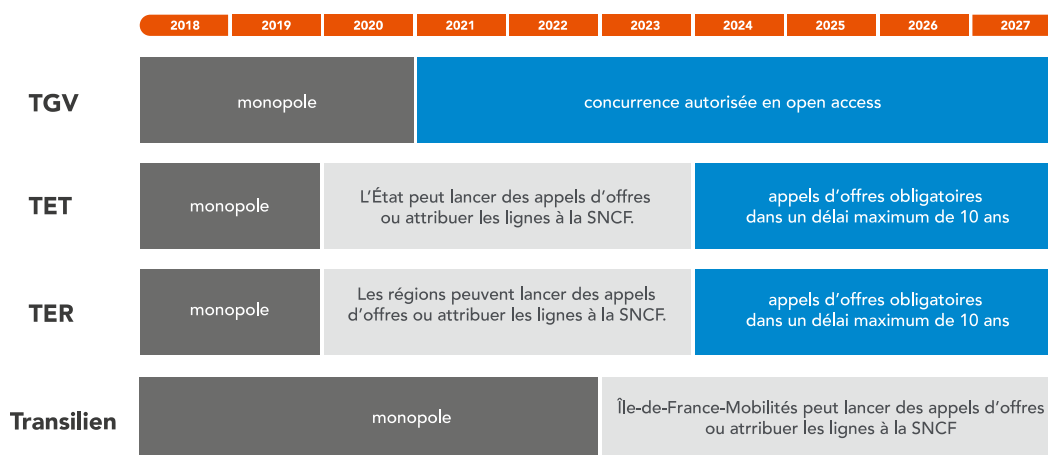 2018 2019 2020 2021 2022 2023 2024 2025 2026 2027
TGV
monopole
concurrence autorisée en open access
TET
monopole
L'État peut lancer des appels d'offres
ou attribuer les lignes à la SNCF.
appels d'offres obligatoires
dans un délai maximum de 10 ans
TER
monopole
Les régions peuvent lancer des appels
d'offres ou attribuer les lignes à la SNCF.
appels d'offres obligatoires
dans un délai maximum de 10 ans
Transilien
monopole
Île-de-France-Mobilités peut lancer des appels d'offres
ou atrribuer les lignes à la SNCF